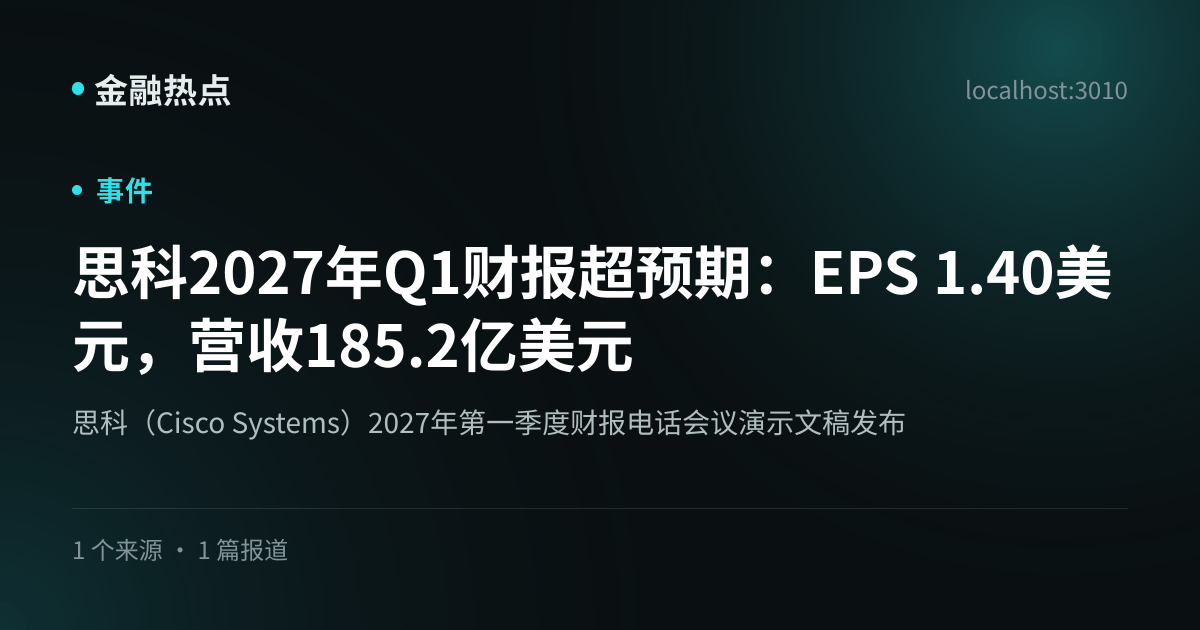 金融热点
localhost:3010
事件
思科2027年Q1财报超预期：EPS 1.40美
元，营收185.2亿美元
思科（Cisco Systems）2027年第一季度财报电话会议演示文稿发布
1 个来源 · 1 篇报道